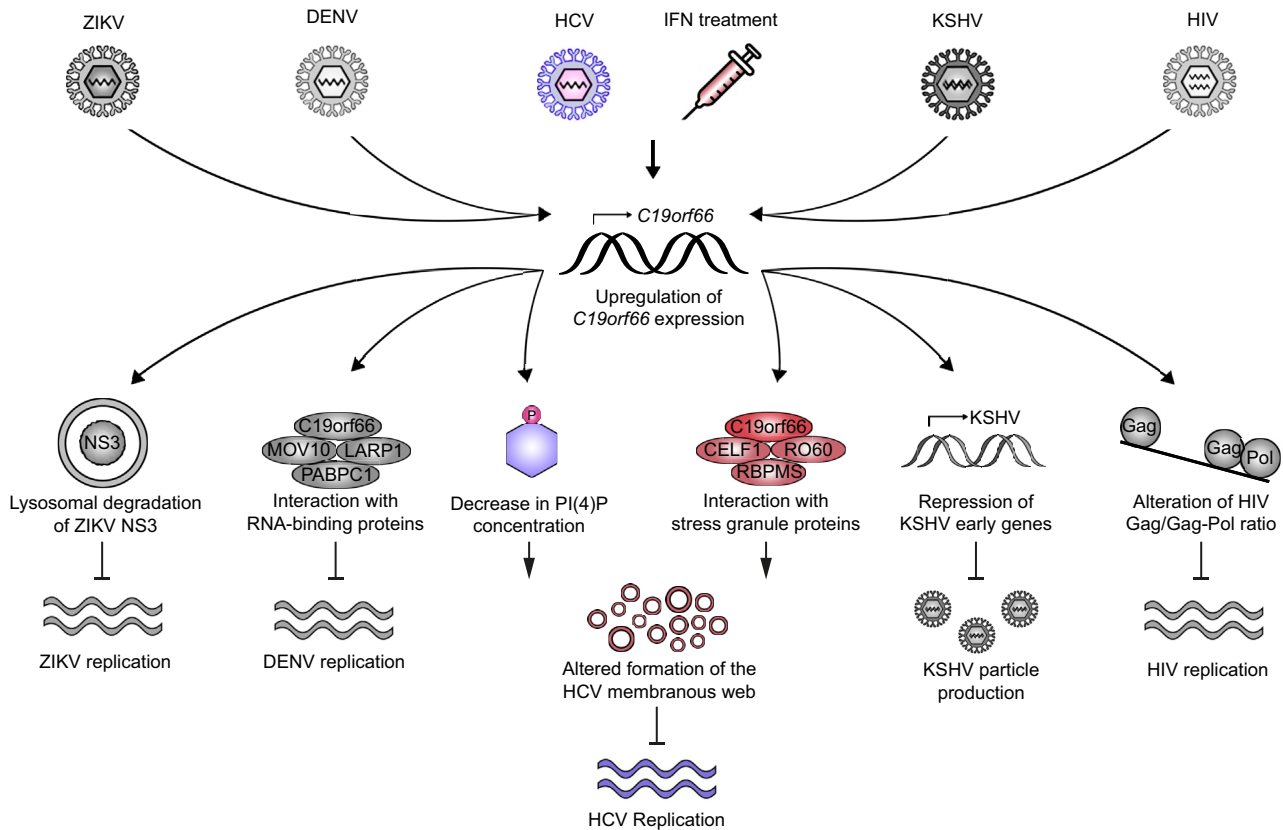 ZIKV
DENV
HCV
IFN treatment
KSHV
HIV
C19orf66
Upregulation of
C19orf66 expression
NS3
Lysosomal degradation
of ZIKV NS3
ZIKV replication
C19orf66
MOV10
LARP1
PABPC1
Interaction with
RNA-binding proteins
DENV replication
P
Decrease in PI(4)P
concentration
C19orf66
CELF1
RO60
RBPMS
Interaction with
stress granule proteins
Altered formation of the
HCV membranous web
HCV Replication
KSHV
Repression of
KSHV early genes
KSHV particle
production
Gag
Gag
Pol
Alteration of HIV
Gag/Gag-Pol ratio
HIV replication